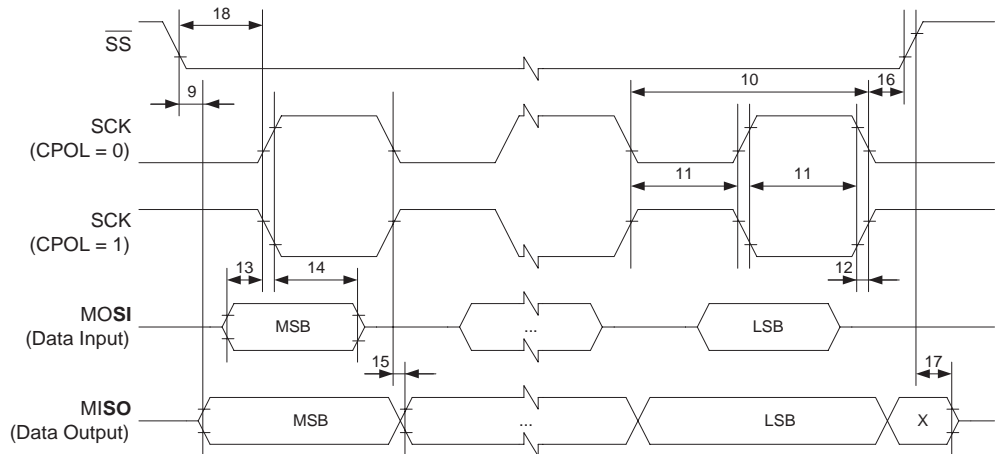 18
SS
10
9
16
SCK
(CPOL = 0)
11
11
SCK
(CPOL = 1)
13
14
12
MOSI
(Data Input)
MSB
...
LSB
15
17
MISO
(Data Output)
MSB
...
LSB
X